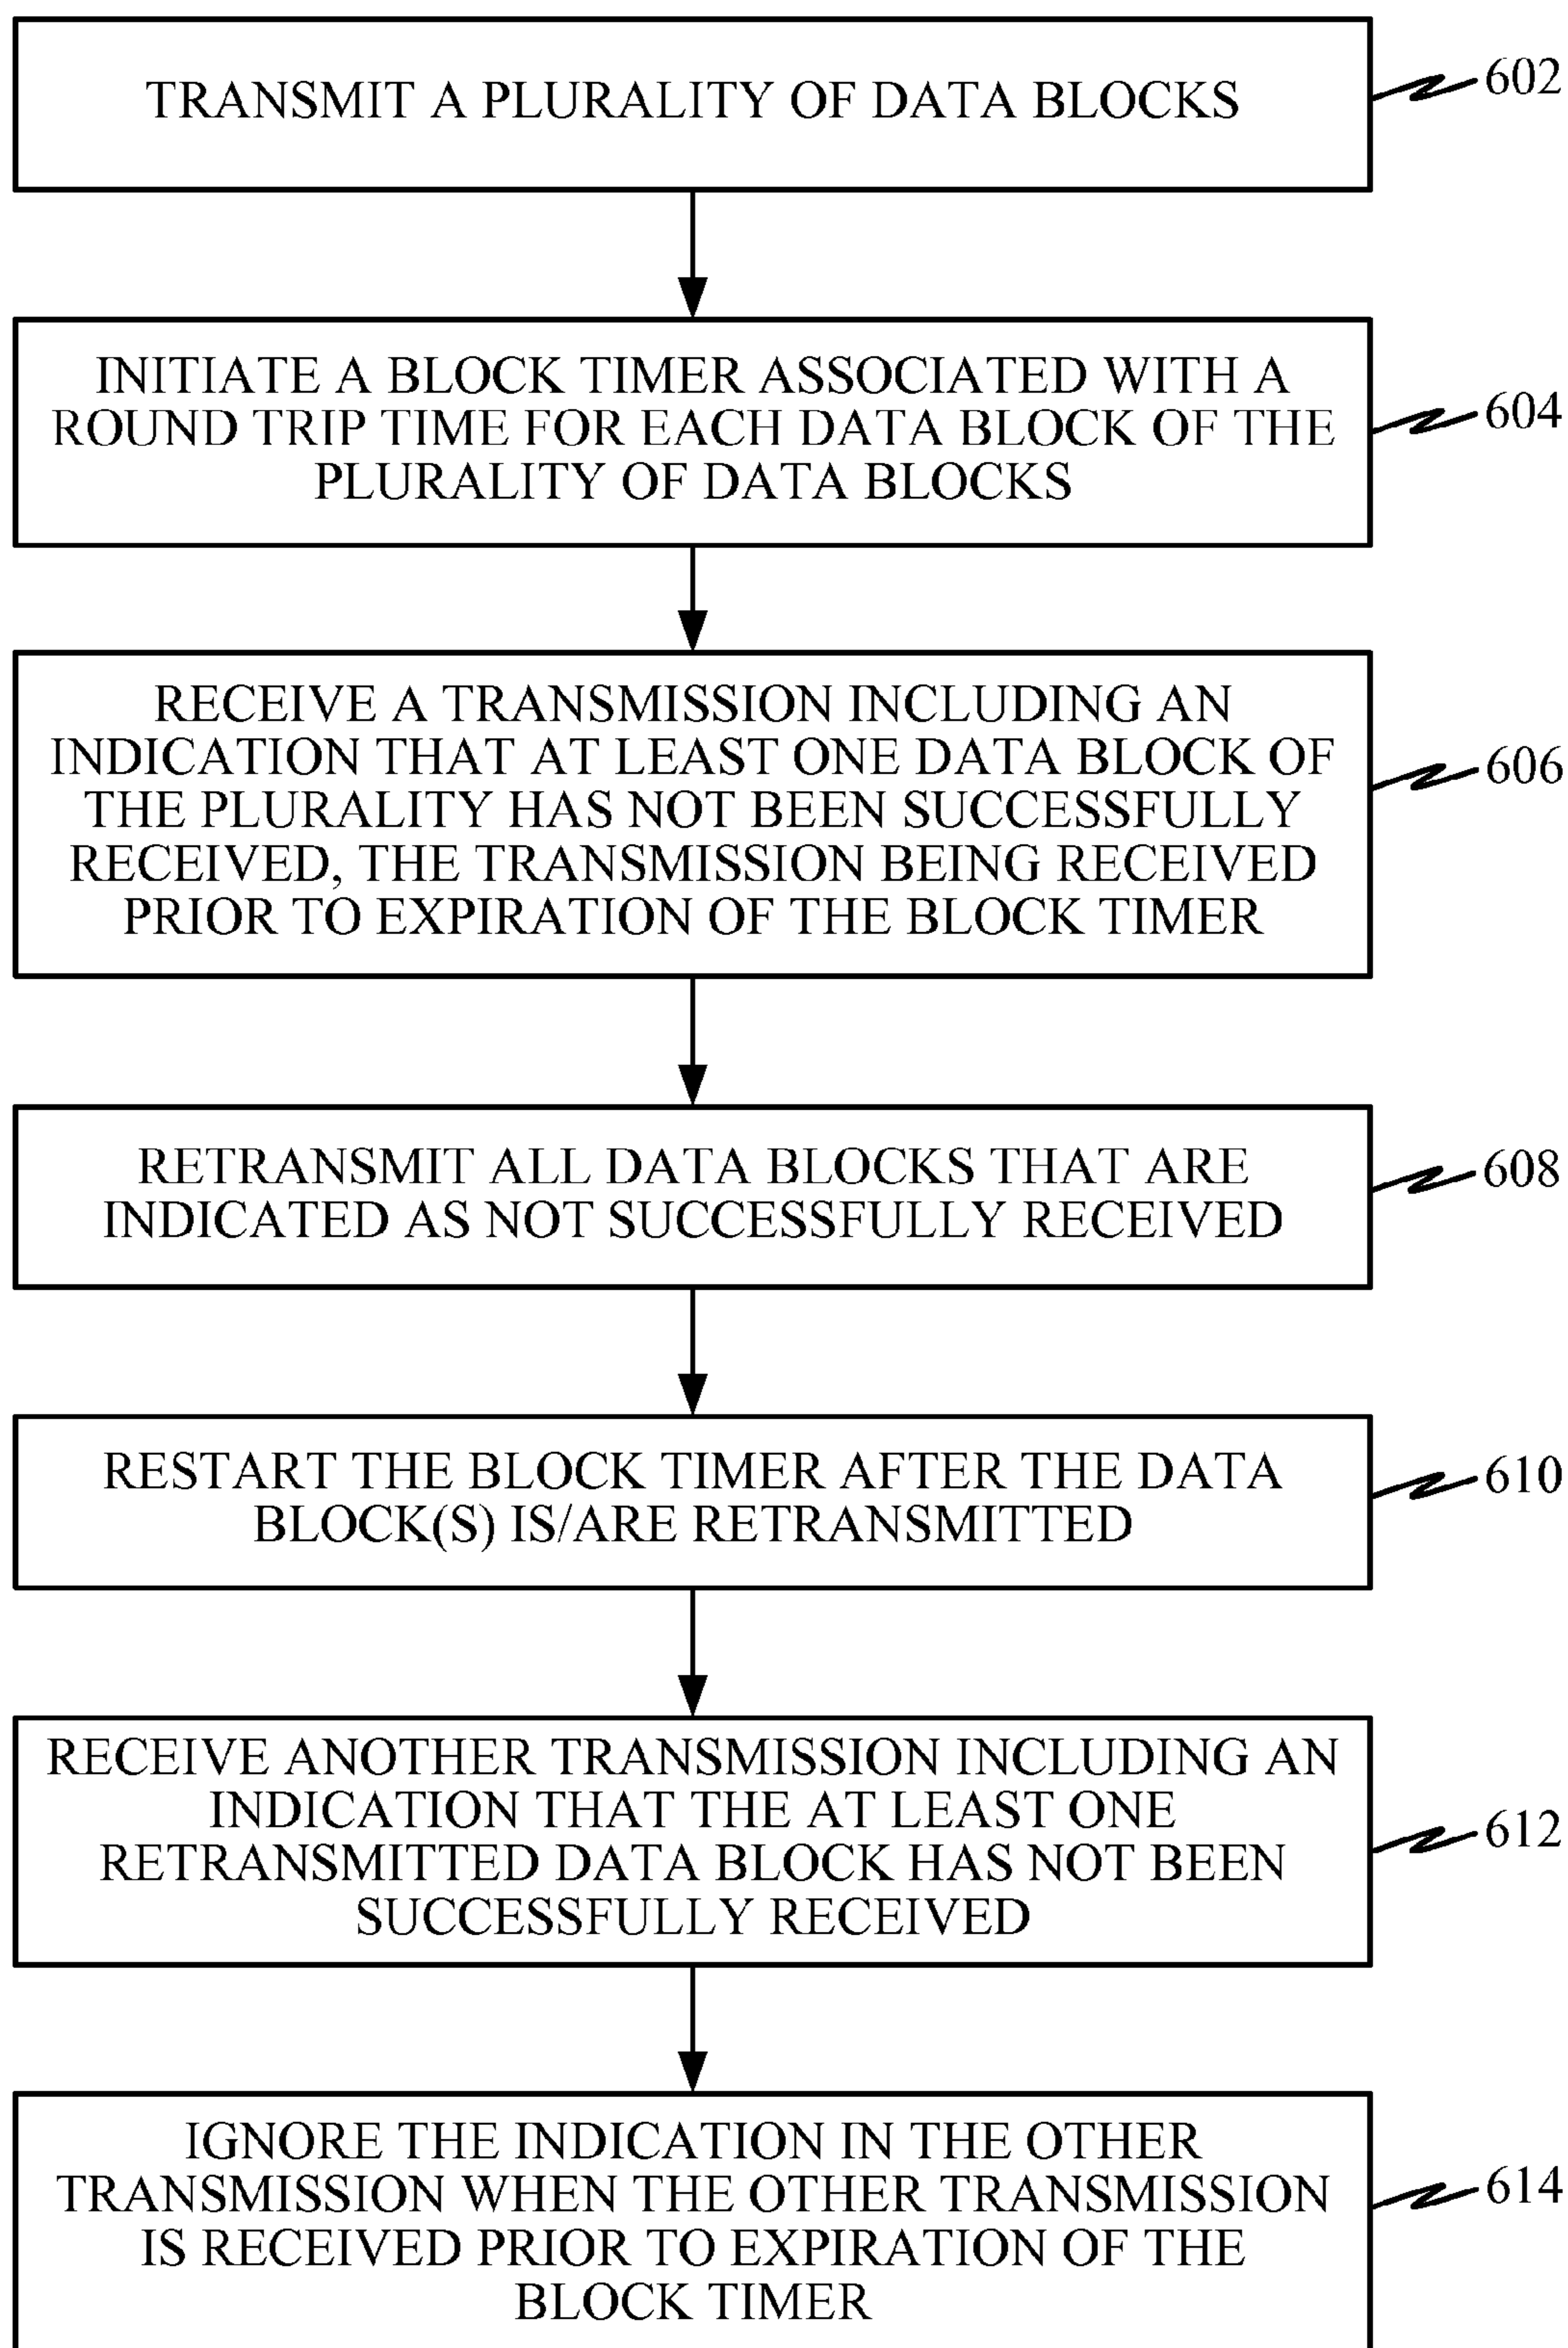 TRANSMIT A PLURALITY OF DATA BLOCKS
602
INITIATE A BLOCK TIMER ASSOCIATED WITH A
ROUND TRIP TIME FOR EACH DATA BLOCK OF THE
PLURALITY OF DATA BLOCKS
604
RECEIVE A TRANSMISSION INCLUDING AN
INDICATION THAT AT LEAST ONE DATA BLOCK OF
THE PLURALITY HAS NOT BEEN SUCCESSFULLY
RECEIVED, THE TRANSMISSION BEING RECEIVED
PRIOR TO EXPIRATION OF THE BLOCK TIMER
606
RETRANSMIT ALL DATA BLOCKS THAT ARE
INDICATED AS NOT SUCCESSFULLY RECEIVED
608
RESTART THE BLOCK TIMER AFTER THE DATA
BLOCK(S) IS/ARE RETRANSMITTED
610
RECEIVE ANOTHER TRANSMISSION INCLUDING AN
INDICATION THAT THE AT LEAST ONE
RETRANSMITTED DATA BLOCK HAS NOT BEEN
SUCCESSFULLY RECEIVED
612
IGNORE THE INDICATION IN THE OTHER
TRANSMISSION WHEN THE OTHER TRANSMISSION
IS RECEIVED PRIOR TO EXPIRATION OF THE
BLOCK TIMER
614